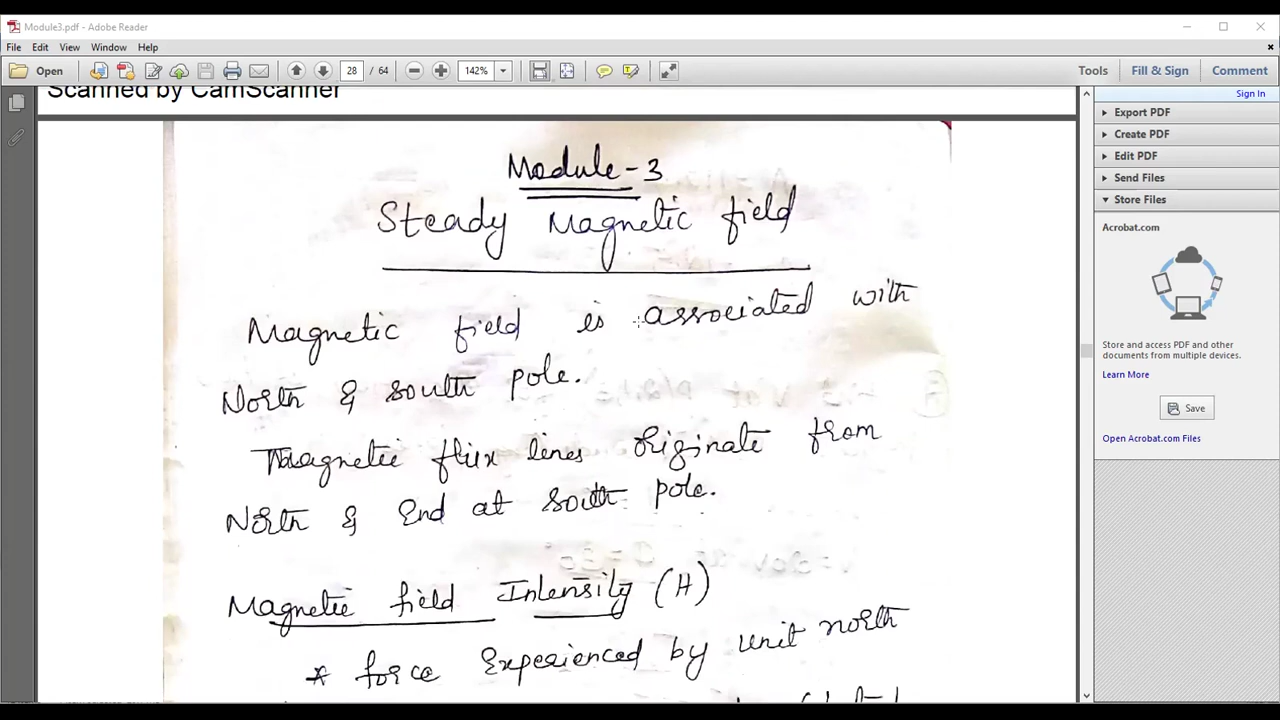 Module3.pdf - Adobe Reader
File Edit View Window Help
Open 28 / 64 142% Tools Fill & Sign Comment
Scanned by CamScanner
Sign In
Export PDF
Create PDF
Edit PDF
Send Files
Store Files
Acrobat.com
Store and access PDF and other
documents from multiple devices.
Learn More
Save
Open Acrobat.com Files
Module-3
Steady Magnetic field
Magnetic field is associated with
North & south pole.
Magnetic flux lines originate from
North & End at south pole.
Magnetic field Intensity (H)
* force Experienced by unit north